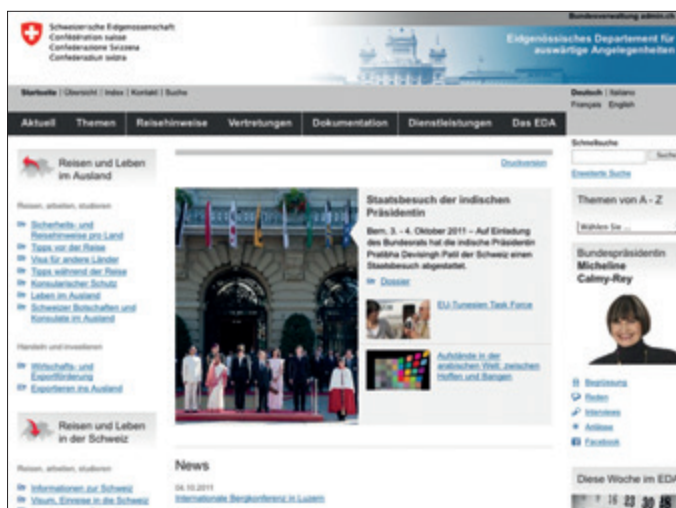 Schweizerische Eidgenossenschaft
Confédération suisse
Confederazione Svizzera
Confederaziun svizra
Bundesverwaltung admin.ch
Eidgenössisches Departement für
auswärtige Angelegenheiten
Startseite | Übersicht | Index | Kontakt | Suche
Deutsch | Italiano
Français English
Aktuell Themen Reisehinweise Vertretungen Dokumentation Dienstleistungen Das EDA
Reisen und Leben
im Ausland
Reisen, arbeiten, studieren
Sicherheits- und
Reisehinweise pro Land
Tipps vor der Reise
Visa für andere Länder
Tipps während der Reise
Konsularischer Schutz
Leben im Ausland
Schweizer Botschaften und
Konsulate im Ausland
Handeln und investieren
Wirtschafts- und
Exportförderung
Exportieren ins Ausland
Reisen und Leben
in der Schweiz
Reisen, arbeiten, studieren
Informationen zur Schweiz
Visum, Einreise in die Schweiz
Druckversion
Staatsbesuch der indischen
Präsidentin
Bern, 3. - 4. Oktober 2011 – Auf Einladung
des Bundesrats hat die indische Präsidentin
Pratibha Devisingh Patil der Schweiz einen
Staatsbesuch abgestattet.
Dossier
EU-Tunesien Task Force
Aufstände in der
arabischen Welt: zwischen
Hoffen und Bangen
News
04.10.2011
Internationale Bergkonferenz in Luzern
Schnellsuche
Suche
Erweiterte Suche
Themen von A - Z
Wählen Sie ...
Bundespräsidentin
Micheline
Calmy-Rey
Begrüssung
Reden
Interviews
Anlässe
Facebook
Diese Woche im EDA
16 23 30